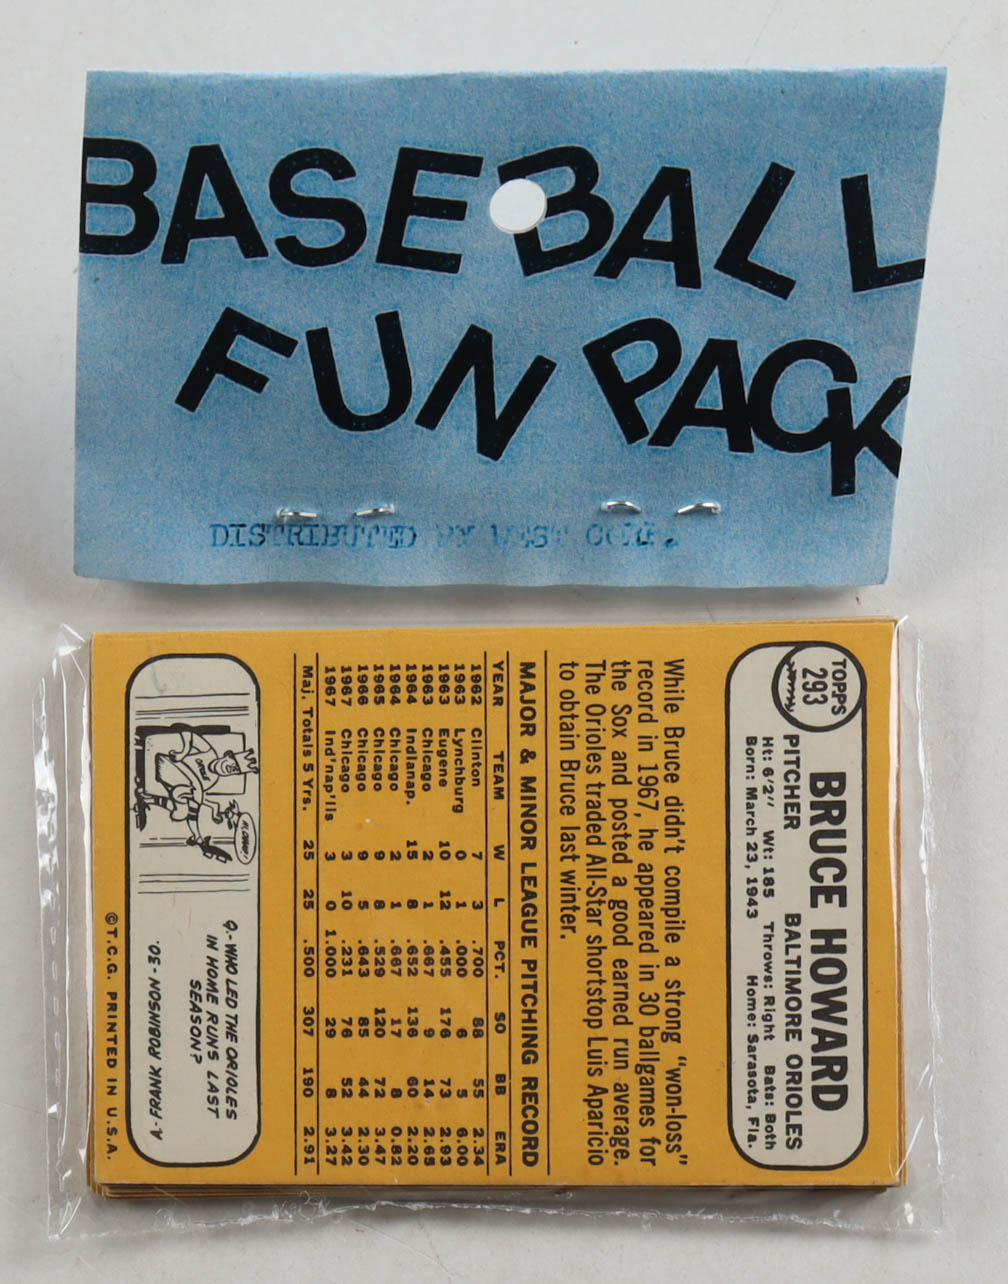 BASEBALL
FUN PACK
DISTRIBUTED BY WEST CORP.
TOPPS
293
BRUCE HOWARD
PITCHER BALTIMORE ORIOLES
Ht: 6'2" Wt: 185 Throws: Right Bats: Both
Born: March 23, 1943 Home: Sarasota, Fla.
While Bruce didn't compile a strong "won-loss"
record in 1967, he appeared in 30 ballgames for
the Sox and posted a good earned run average.
The Orioles traded All-Star shortstop Luis Aparicio
to obtain Bruce last winter.
MAJOR & MINOR LEAGUE PITCHING RECORD
YEAR TEAM W L PCT. SO BB ERA
1962 Clinton 7 3 .700 88 55 2.34
1963 Lynchburg 0 1 .000 6 5 6.00
1963 Eugene 10 12 .455 176 73 2.93
1963 Chicago 2 1 .667 9 14 2.65
1964 Indianap. 15 8 .652 136 60 2.20
1964 Chicago 2 1 .667 17 8 0.82
1965 Chicago 9 8 .529 120 72 3.47
1966 Chicago 9 5 .643 85 44 2.30
1967 Chicago 3 10 .231 76 52 3.42
1967 Ind'nap'lis 3 0 1.000 29 8 3.27
Maj. Totals 5 Yrs. 25 25 .500 307 190 2.91
Q.-WHO LED THE ORIOLES
IN HOME RUNS LAST
SEASON?
A.-FRANK ROBINSON-30.
©T.C.G. PRINTED IN U.S.A.